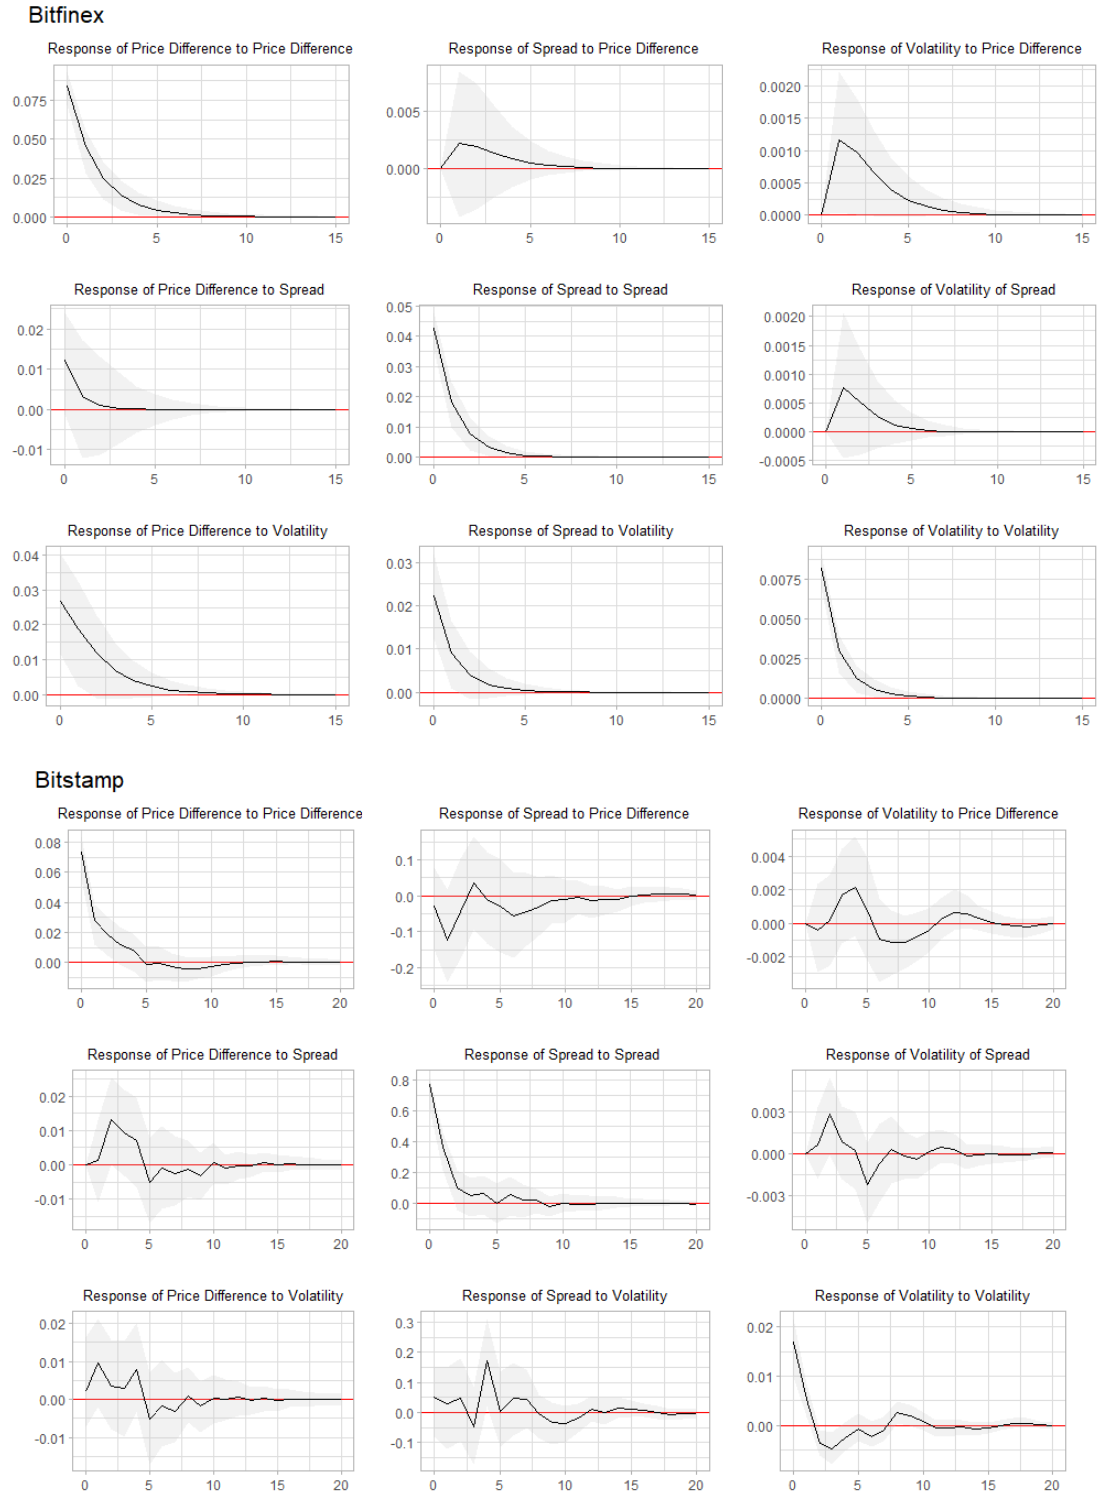 Bitfinex
Response of Price Difference to Price Difference
0.075
0.050
0.025
0.000
0 5 10 15
Response of Spread to Price Difference
0.005
0.000
0 5 10 15
Response of Volatility to Price Difference
0.0020
0.0015
0.0010
0.0005
0.0000
0 5 10 15
Response of Price Difference to Spread
0.02
0.01
0.00
-0.01
0 5 10 15
Response of Spread to Spread
0.05
0.04
0.03
0.02
0.01
0.00
0 5 10 15
Response of Volatility of Spread
0.0020
0.0015
0.0010
0.0005
0.0000
-0.0005
0 5 10 15
Response of Price Difference to Volatility
0.04
0.03
0.02
0.01
0.00
0 5 10 15
Response of Spread to Volatility
0.03
0.02
0.01
0.00
0 5 10 15
Response of Volatility to Volatility
0.0075
0.0050
0.0025
0.0000
0 5 10 15
Bitstamp
Response of Price Difference to Price Difference
0.08
0.06
0.04
0.02
0.00
0 5 10 15 20
Response of Spread to Price Difference
0.1
0.0
-0.1
-0.2
0 5 10 15 20
Response of Volatility to Price Difference
0.004
0.002
0.000
-0.002
0 5 10 15 20
Response of Price Difference to Spread
0.02
0.01
0.00
-0.01
0 5 10 15 20
Response of Spread to Spread
0.8
0.6
0.4
0.2
0.0
0 5 10 15 20
Response of Volatility of Spread
0.003
0.000
-0.003
0 5 10 15 20
Response of Price Difference to Volatility
0.02
0.01
0.00
-0.01
0 5 10 15 20
Response of Spread to Volatility
0.3
0.2
0.1
0.0
-0.1
0 5 10 15 20
Response of Volatility to Volatility
0.02
0.01
0.00
0 5 10 15 20